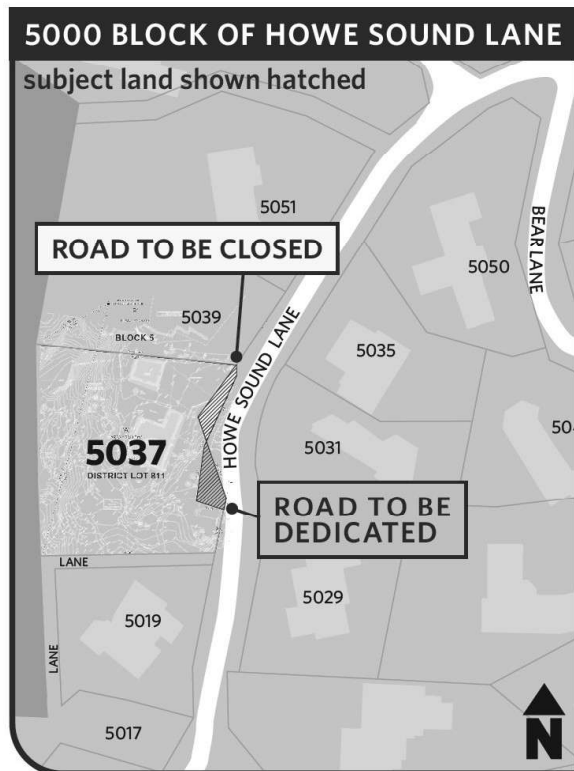 5000 BLOCK OF HOWE SOUND LANE
subject land shown hatched
5051
BEAR LANE
ROAD TO BE CLOSED
5050
5039
BLOCK 5
HOWE SOUND LANE
5035
5037
DISTRICT LOT 811
5031
ROAD TO BE
DEDICATED
LANE
5029
5019
LANE
5017
N